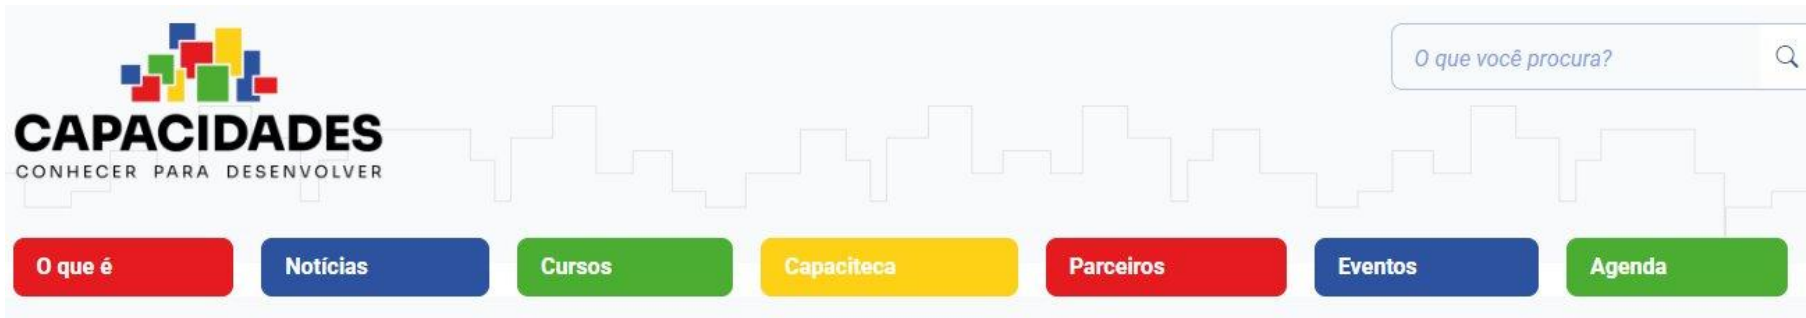 O que você procura?
CAPACIDADES
CONHECER PARA DESENVOLVER
O que é
Notícias
Cursos
Capaciteca
Parceiros
Eventos
Agenda